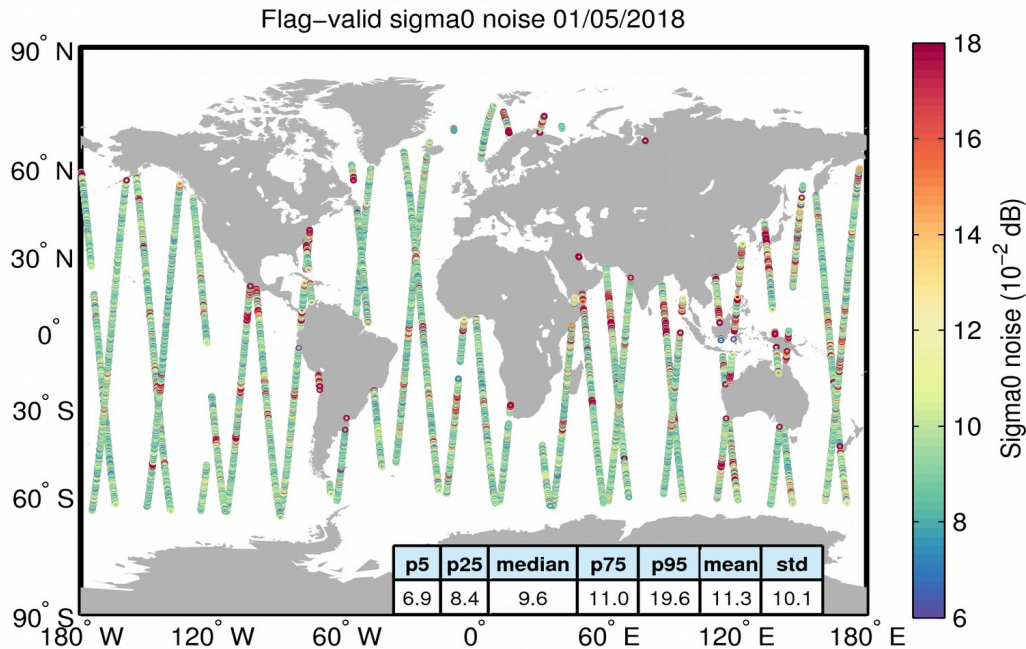 Flag−valid sigma0 noise 01/05/2018
90° N
60° N
30° N
0°
30° S
60° S
90° S
180° W
120° W
60° W
0°
60° E
120° E
180° E
p5 p25 median p75 p95 mean std
6.9 8.4 9.6 11.0 19.6 11.3 10.1
18
16
14
12
10
8
6
Sigma0 noise (10⁻² dB)